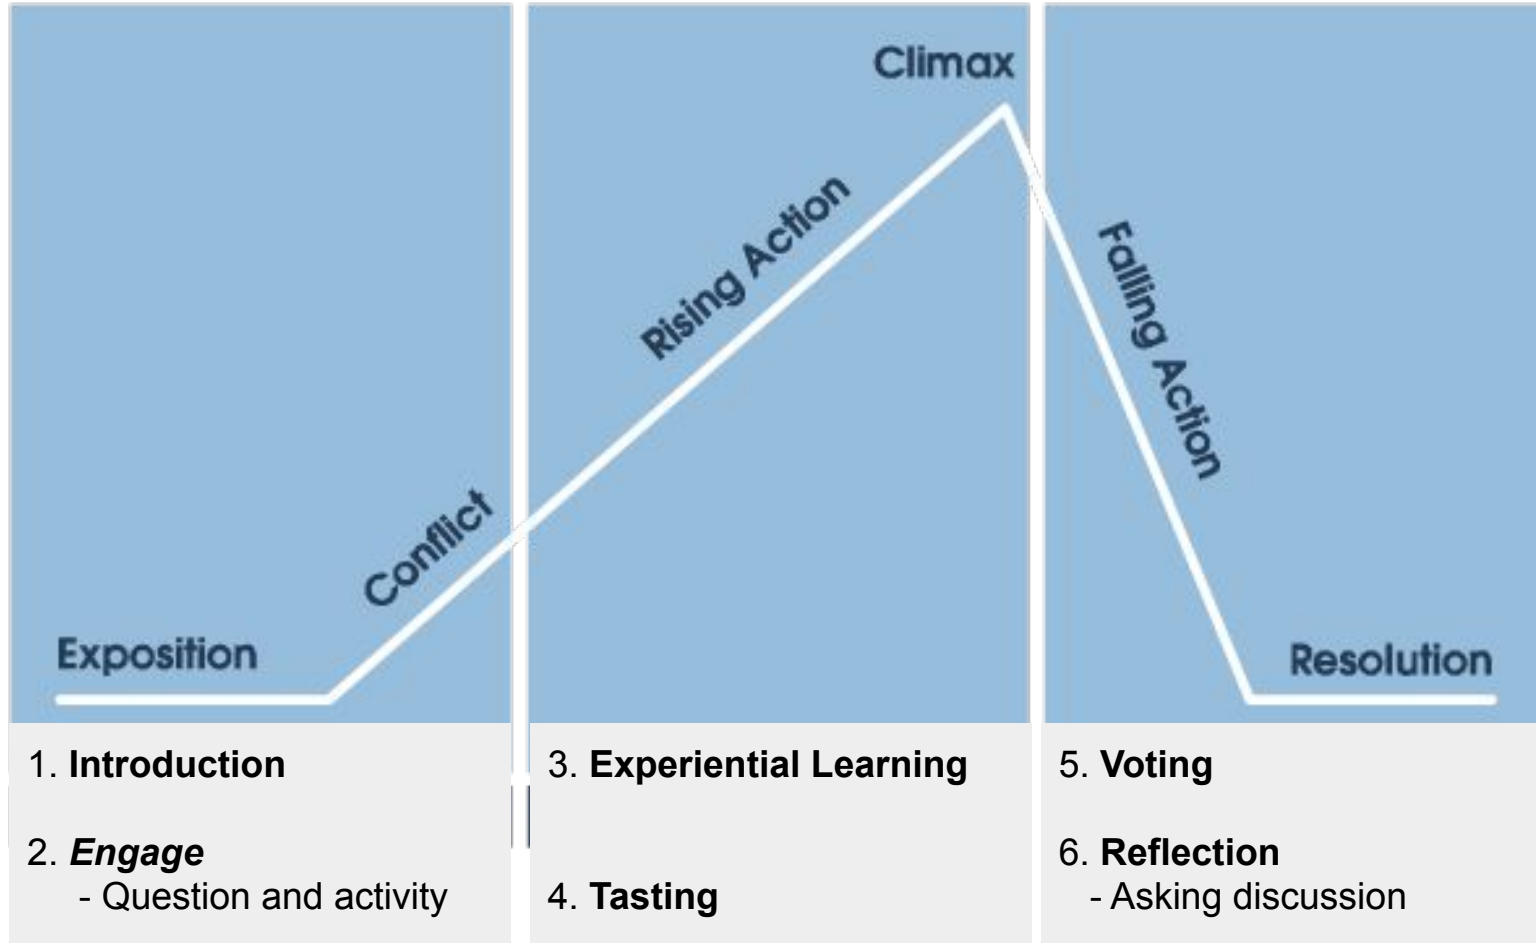 Climax
Rising Action
Falling Action
Conflict
Exposition
Resolution
1. Introduction
2. Engage
- Question and activity
3. Experiential Learning
4. Tasting
5. Voting
6. Reflection
- Asking discussion